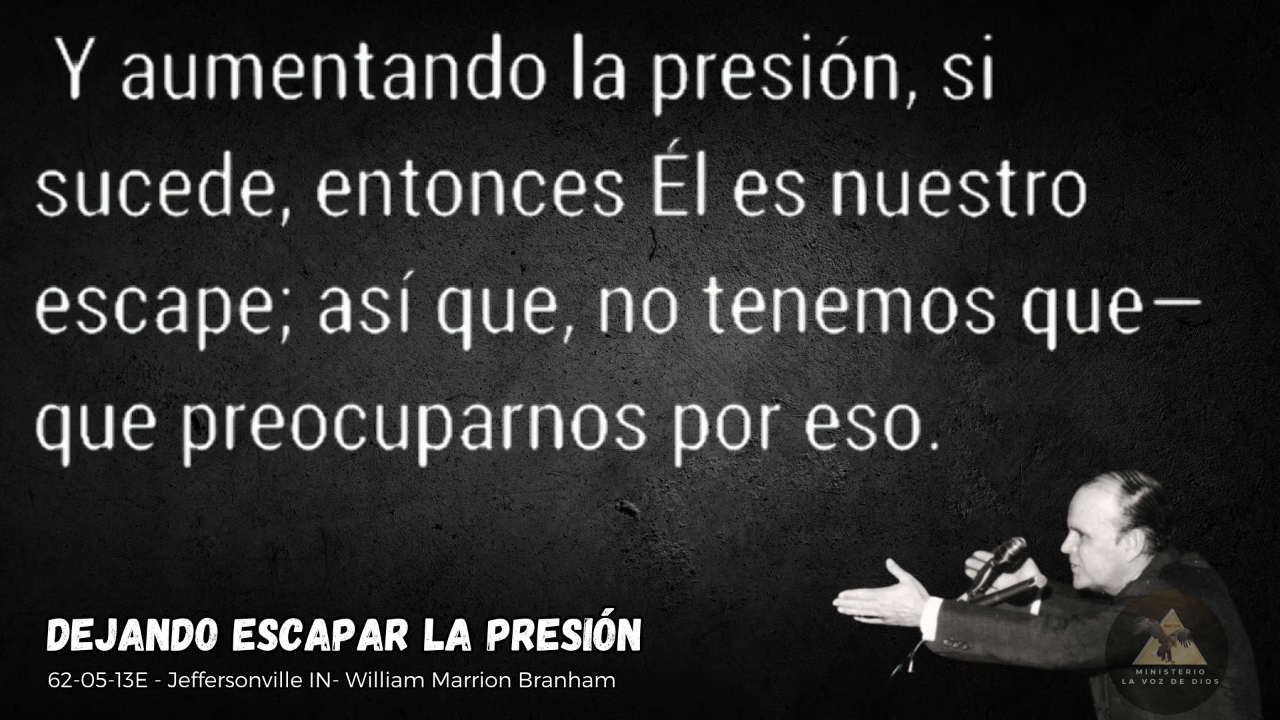 Y aumentando la presión, si
sucede, entonces Él es nuestro
escape; así que, no tenemos que—
que preocuparnos por eso.
DEJANDO ESCAPAR LA PRESIÓN
62-05-13E - Jeffersonville IN- William Marrion Branham
MINISTERIO
LA VOZ DE DIOS